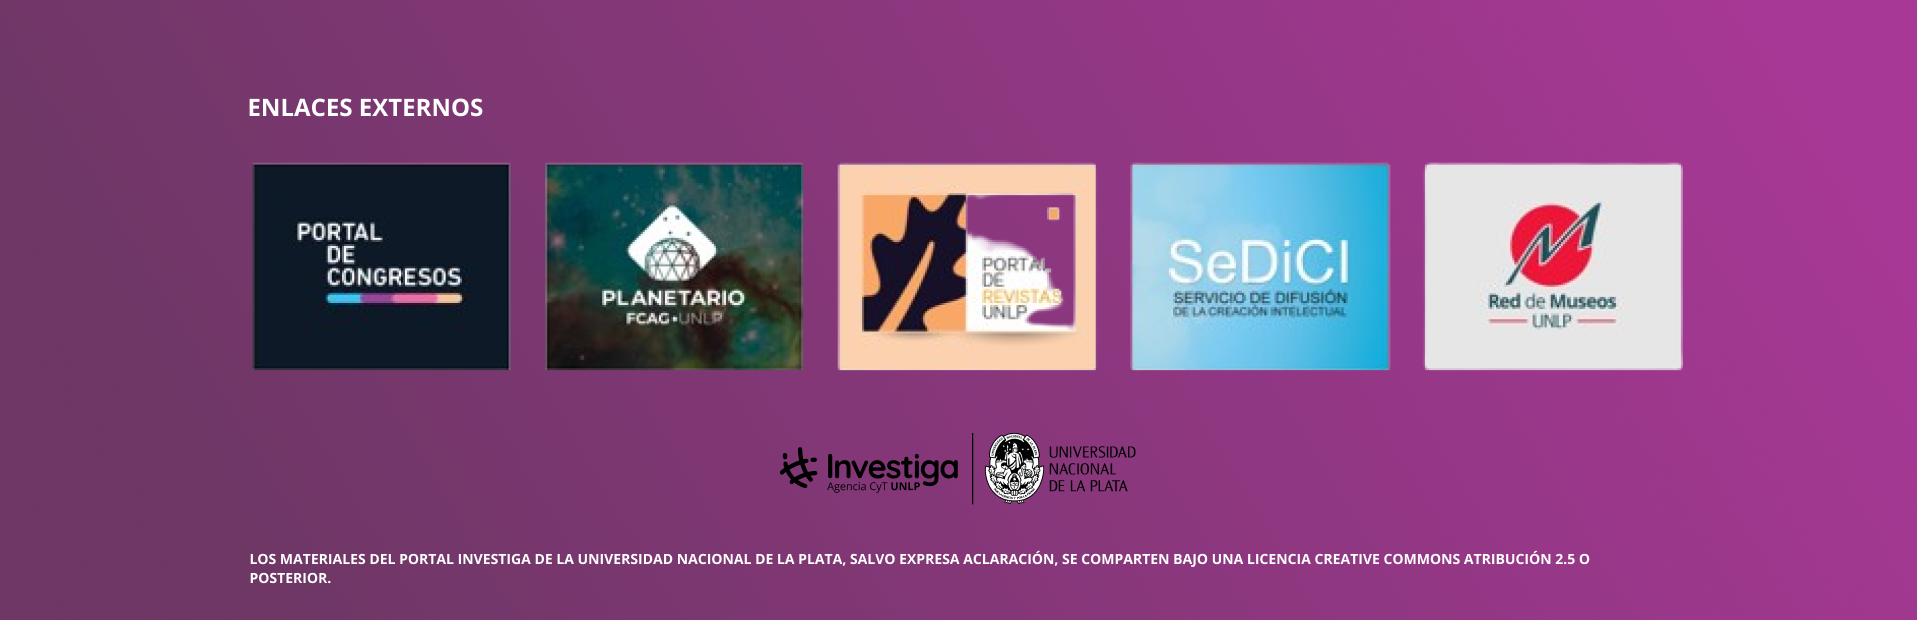 ENLACES EXTERNOS
PORTAL
DE
CONGRESOS
PLANETARIO
FCAG•UNLP
PORTAL
DE
REVISTAS
UNLP
SeDiCI
SERVICIO DE DIFUSIÓN
DE LA CREACIÓN INTELECTUAL
Red de Museos
UNLP
Investiga
Agencia CyT UNLP
UNIVERSIDAD
NACIONAL
DE LA PLATA
LOS MATERIALES DEL PORTAL INVESTIGA DE LA UNIVERSIDAD NACIONAL DE LA PLATA, SALVO EXPRESA ACLARACIÓN, SE COMPARTEN BAJO UNA LICENCIA CREATIVE COMMONS ATRIBUCIÓN 2.5 O
POSTERIOR.